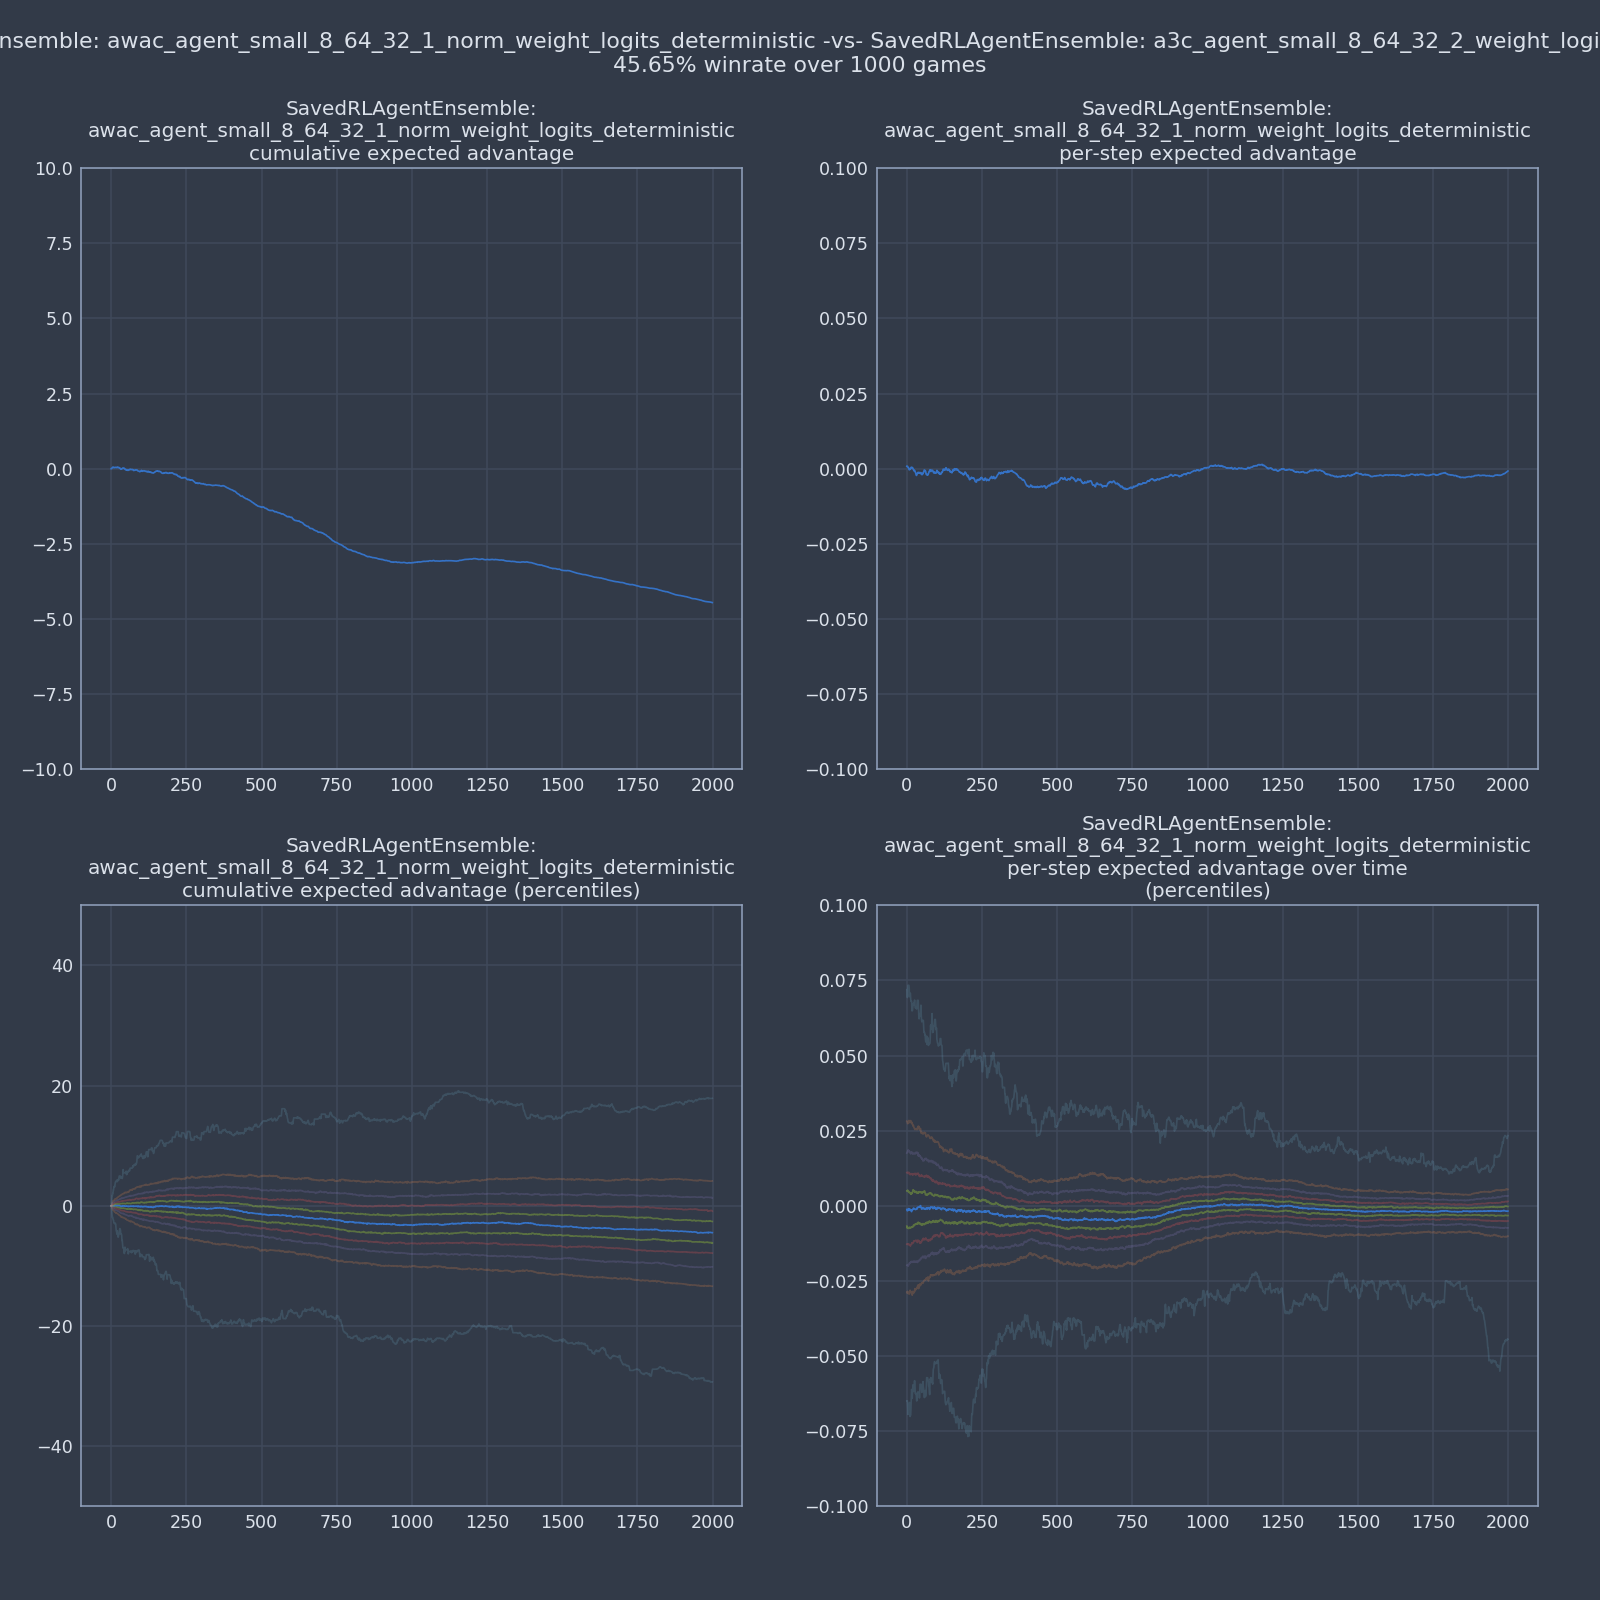 nsemble: awac_agent_small_8_64_32_1_norm_weight_logits_deterministic -vs- SavedRLAgentEnsemble: a3c_agent_small_8_64_32_2_weight_logi
45.65% winrate over 1000 games
SavedRLAgentEnsemble:
awac_agent_small_8_64_32_1_norm_weight_logits_deterministic
cumulative expected advantage
10.0
7.5
5.0
2.5
0.0
−2.5
−5.0
−7.5
−10.0
0 250 500 750 1000 1250 1500 1750 2000
SavedRLAgentEnsemble:
awac_agent_small_8_64_32_1_norm_weight_logits_deterministic
per-step expected advantage
0.100
0.075
0.050
0.025
0.000
−0.025
−0.050
−0.075
−0.100
0 250 500 750 1000 1250 1500 1750 2000
SavedRLAgentEnsemble:
awac_agent_small_8_64_32_1_norm_weight_logits_deterministic
cumulative expected advantage (percentiles)
40
20
0
−20
−40
0 250 500 750 1000 1250 1500 1750 2000
SavedRLAgentEnsemble:
awac_agent_small_8_64_32_1_norm_weight_logits_deterministic
per-step expected advantage over time
(percentiles)
0.100
0.075
0.050
0.025
0.000
−0.025
−0.050
−0.075
−0.100
0 250 500 750 1000 1250 1500 1750 2000